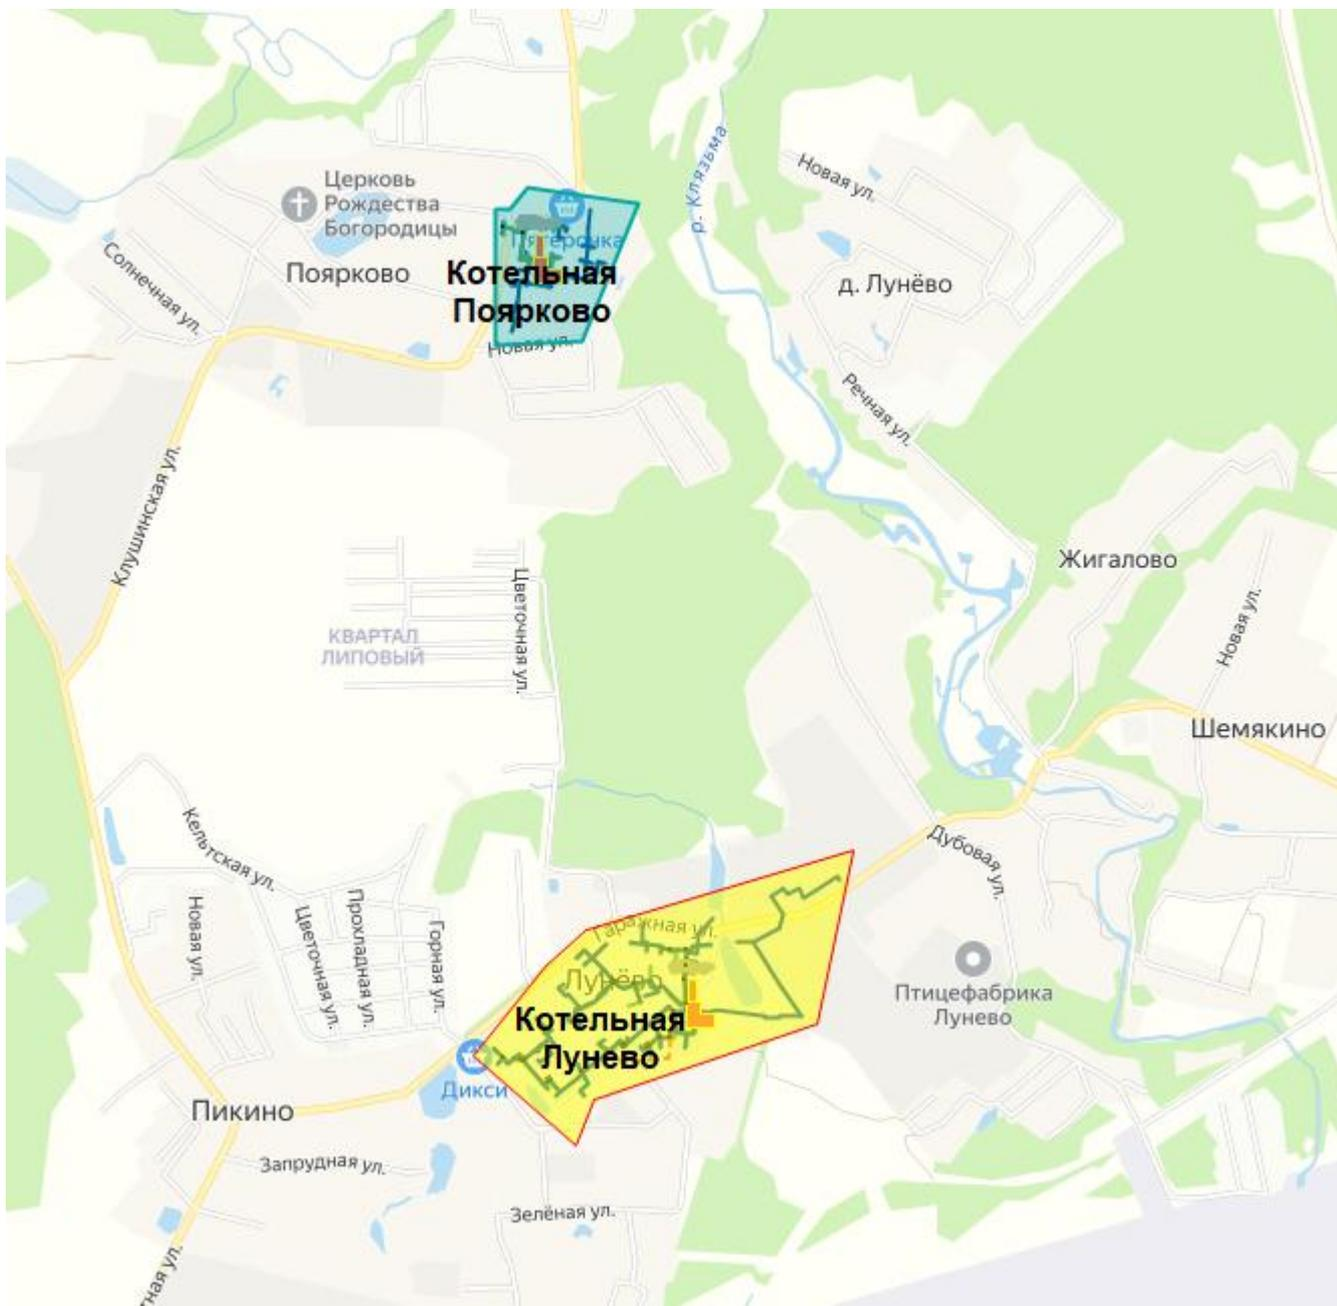 р. Клязьма
Новая ул.
Церковь
Рождества
Богородицы
Пятёрочка
Солнечная ул.
Поярково
Котельная
Поярково
д. Лунёво
Новая ул.
Речная ул.
Клушинская ул.
Жигалово
Цветочная ул.
Новая ул.
КВАРТАЛ
ЛИПОВЫЙ
Шемякино
Кельтская ул.
Дубовая ул.
Новая ул.
Цветочная ул.
Прохладная ул.
Горная ул.
Гаражная ул.
Лунёво
Птицефабрика
Лунево
Котельная
Лунево
Дикси
Пикино
Запрудная ул.
Зелёная ул.